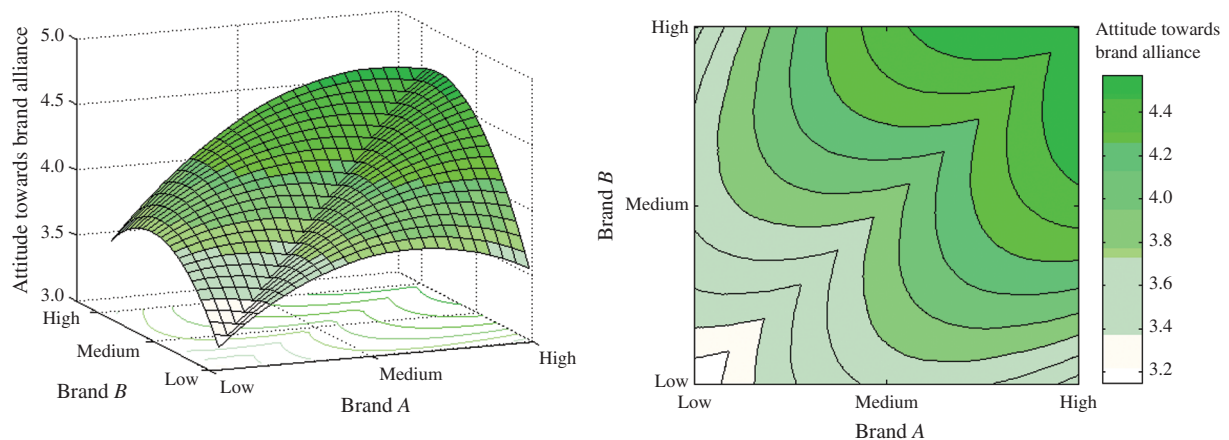 5.0
4.5
4.0
3.5
3.0
Attitude towards brand alliance
High
Medium
Low
Brand B
Low
Medium
High
Brand A
High
Medium
Low
Brand B
Low
Medium
High
Brand A
Attitude towards
brand alliance
4.4
4.2
4.0
3.8
3.6
3.4
3.2